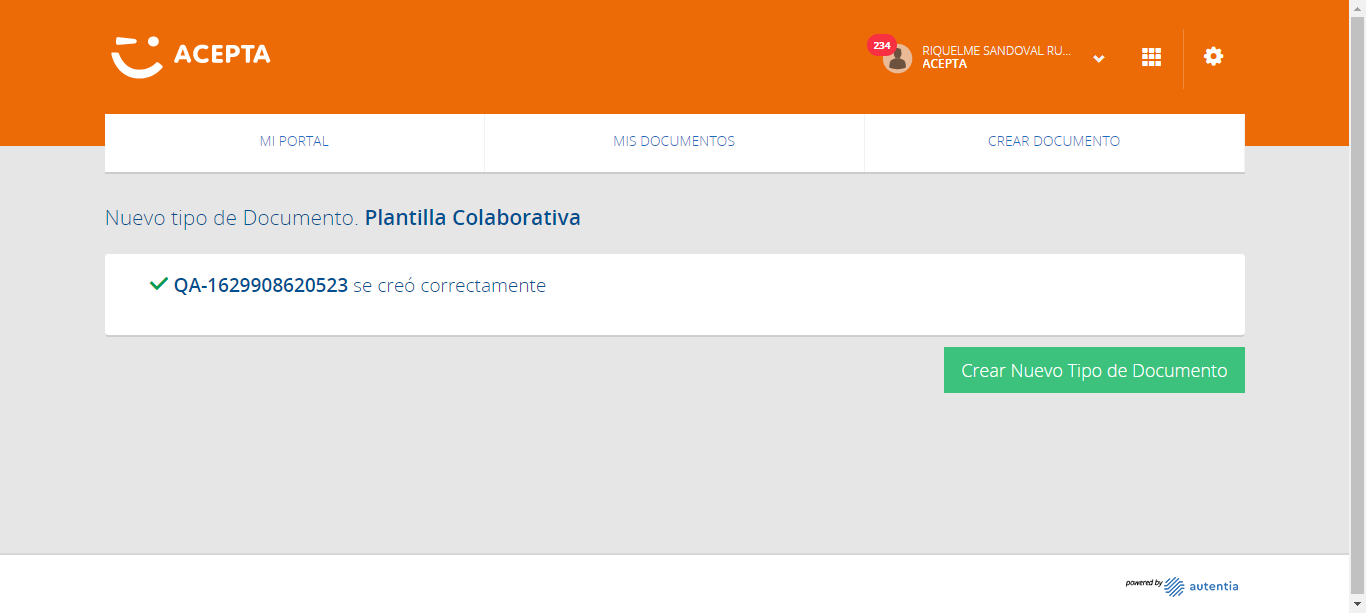 ACEPTA
234
RIQUELME SANDOVAL RU...
ACEPTA
MI PORTAL
MIS DOCUMENTOS
CREAR DOCUMENTO
Nuevo tipo de Documento. Plantilla Colaborativa
QA-1629908620523 se creó correctamente
Crear Nuevo Tipo de Documento
powered by autentia